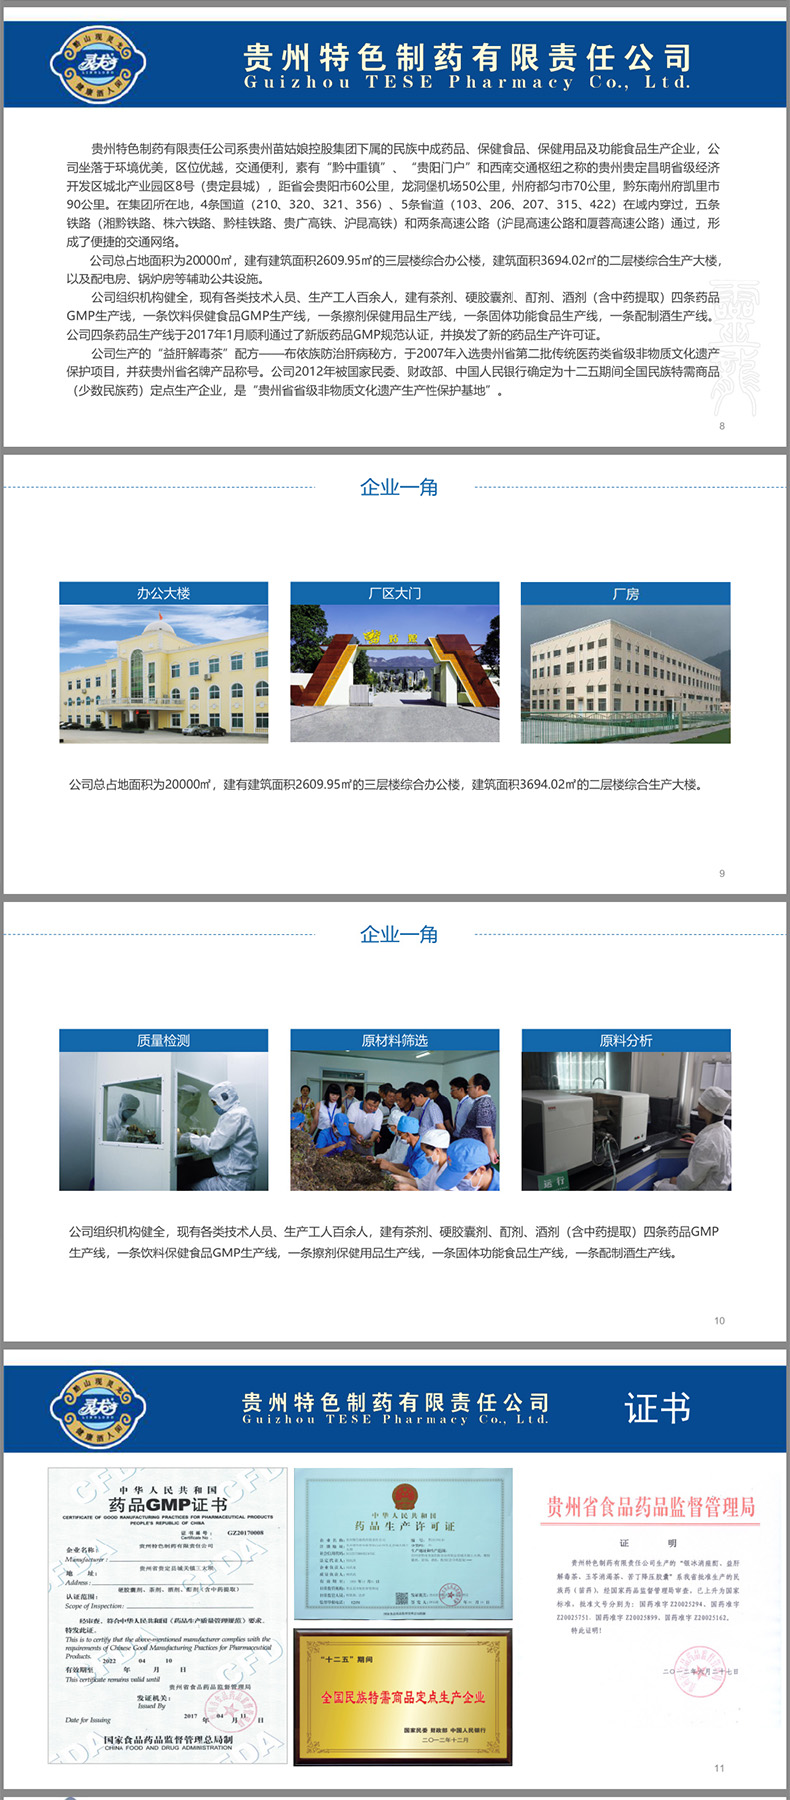 黔山现灵龙
灵龙
LINGLONG
健康酒人间
贵州特色制药有限责任公司
Guizhou TESE Pharmacy Co., Ltd.
贵州特色制药有限责任公司系贵州苗姑娘控股集团下属的民族中成药品、保健食品、保健用品及功能食品生产企业，公
司坐落于环境优美，区位优越，交通便利，素有“黔中重镇”、“贵阳门户”和西南交通枢纽之称的贵州贵定昌明省级经济
开发区城北产业园区8号（贵定县城），距省会贵阳市60公里，龙洞堡机场50公里，州府都匀市70公里，黔东南州府凯里市
90公里。在集团所在地，4条国道（210、320、321、356）、5条省道（103、206、207、315、422）在域内穿过，五条
铁路（湘黔铁路、株六铁路、黔桂铁路、贵广高铁、沪昆高铁）和两条高速公路（沪昆高速公路和厦蓉高速公路）通过，形
成了便捷的交通网络。
公司总占地面积为20000㎡，建有建筑面积2609.95㎡的三层楼综合办公楼，建筑面积3694.02㎡的二层楼综合生产大楼，
以及配电房、锅炉房等辅助公共设施。
公司组织机构健全，现有各类技术人员、生产工人百余人，建有茶剂、硬胶囊剂、酊剂、酒剂（含中药提取）四条药品
GMP生产线，一条饮料保健食品GMP生产线，一条擦剂保健用品生产线，一条固体功能食品生产线，一条配制酒生产线。
公司四条药品生产线于2017年1月顺利通过了新版药品GMP规范认证，并换发了新的药品生产许可证。
公司生产的“益肝解毒茶”配方——布依族防治肝病秘方，于2007年入选贵州省第二批传统医药类省级非物质文化遗产
保护项目，并获贵州省名牌产品称号。公司2012年被国家民委、财政部、中国人民银行确定为十二五期间全国民族特需商品
（少数民族药）定点生产企业，是“贵州省省级非物质文化遗产生产性保护基地”。
8
企业一角
办公大楼
厂区大门
厂房
公司总占地面积为20000㎡，建有建筑面积2609.95㎡的三层楼综合办公楼，建筑面积3694.02㎡的二层楼综合生产大楼。
9
企业一角
质量检测
原材料筛选
原料分析
运行
公司组织机构健全，现有各类技术人员、生产工人百余人，建有茶剂、硬胶囊剂、酊剂、酒剂（含中药提取）四条药品GMP
生产线，一条饮料保健食品GMP生产线，一条擦剂保健用品生产线，一条固体功能食品生产线，一条配制酒生产线。
10
黔山现灵龙
灵龙
LINGLONG
健康酒人间
贵州特色制药有限责任公司
Guizhou TESE Pharmacy Co., Ltd.
证书
中华人民共和国
药品GMP证书
CERTIFICATE OF GOOD MANUFACTURING PRACTICES FOR PHARMACEUTICAL PRODUCTS
PEOPLE'S REPUBLIC OF CHINA
证书编号：
Certificate No：
GZ20170008
企业名称：
贵州特色制药有限责任公司
Manufacturer：
地 址：
贵州省贵定县城关镇三丈坝
Address：
认证范围：
硬胶囊剂、茶剂、搽剂、酊剂（含中药提取）
Scope of Inspection：
经审查，符合中华人民共和国《药品生产质量管理规范》要求，
特发此证。
This is to certify that the above-mentioned manufacturer complies with the
requirements of Chinese Good Manufacturing Practices for Pharmaceutical
Products.
有效期至 2022 年 04 月 10 日
This certificate remains valid until
贵州省食品药品监督管理局
发证机关：
Issued By
Date for Issuing
2017 年 04 月 11 日
国家食品药品监督管理总局制
CHINA FOOD AND DRUG ADMINISTRATION
中华人民共和国
药品生产许可证
“十二五”期间
全国民族特需商品定点生产企业
国家民委 财政部 中国人民银行
二〇一二年十二月
贵州省食品药品监督管理局
证 明
贵州特色制药有限责任公司生产的“银冰消痤酊、益肝
解毒茶、玉苓消渴茶、苦丁降压胶囊”系我省批准生产的民
族药（苗药），经国家药品监督管理局审查，已上升为国家
标准，批准文号分别为：国药准字Z20025294、国药准字
Z20025751、国药准字Z20025899、国药准字Z20025162。
特此证明！
11